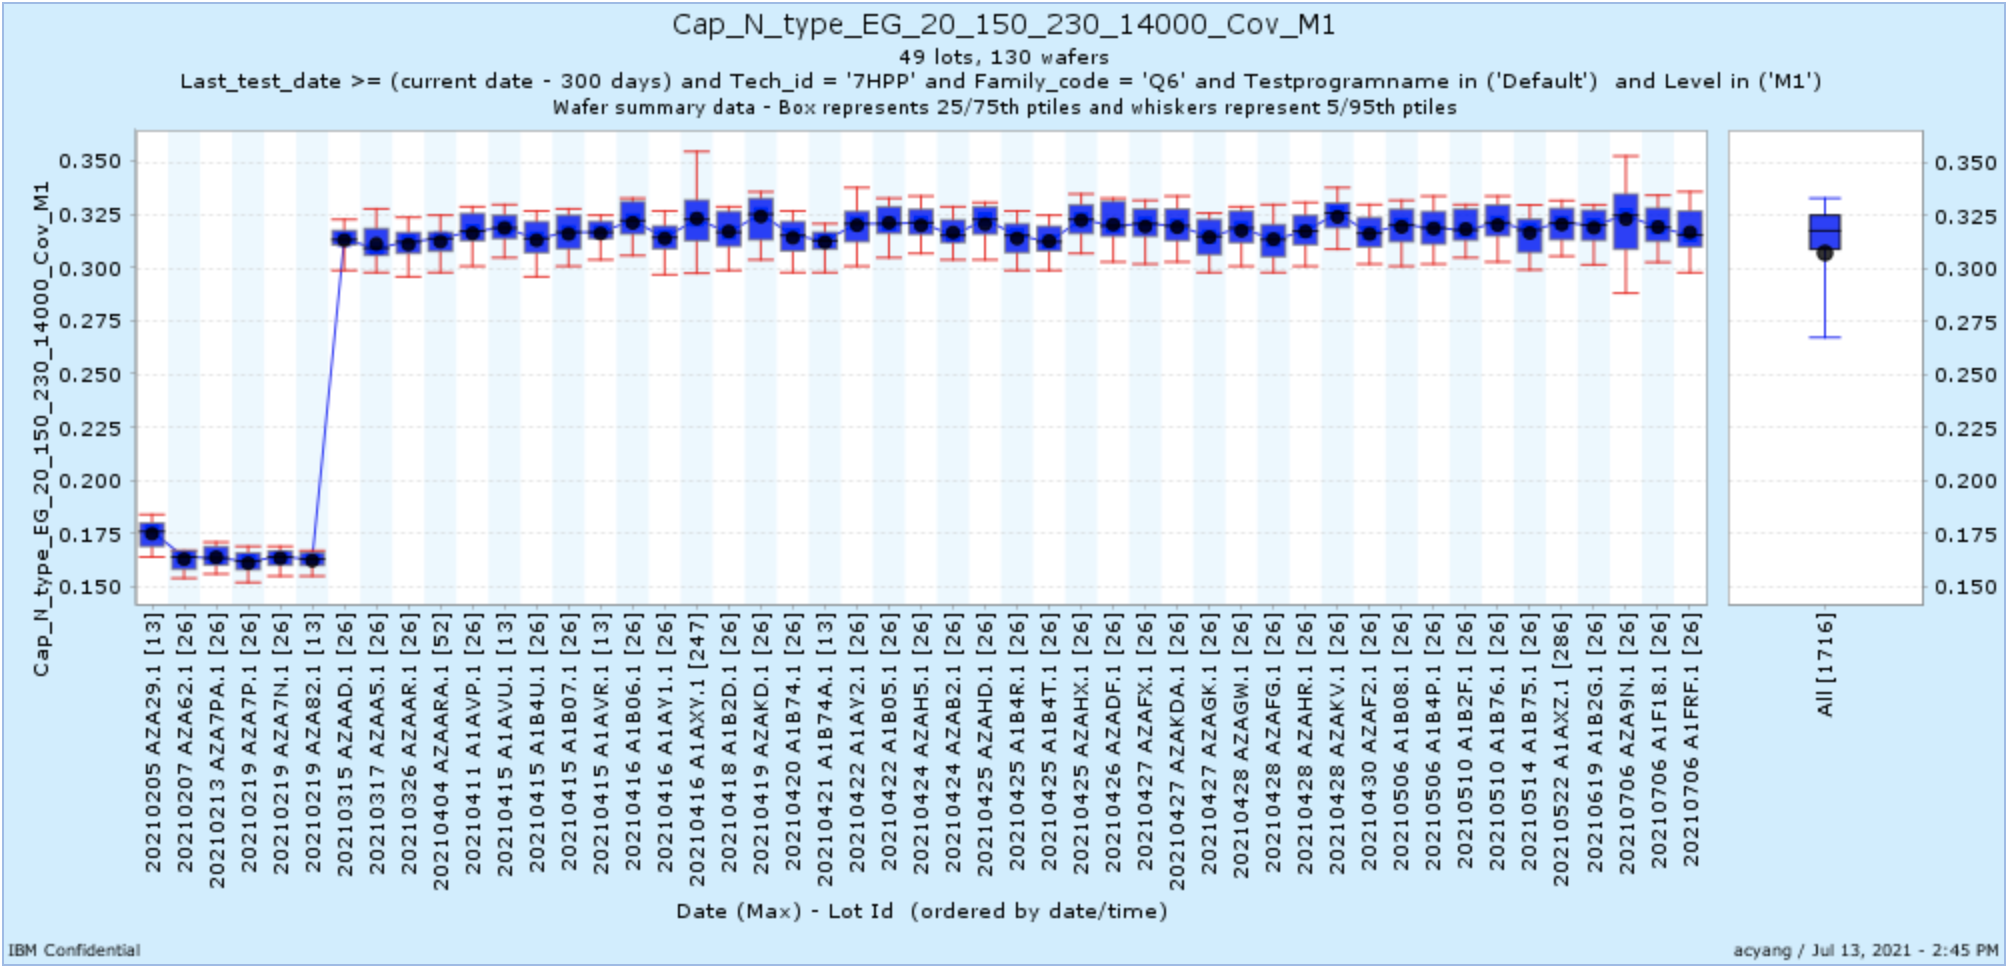 Cap_N_type_EG_20_150_230_14000_Cov_M1
49 lots, 130 wafers
Last_test_date >= (current date - 300 days) and Tech_id = '7HPP' and Family_code = 'Q6' and Testprogramname in ('Default')  and Level in ('M1')
Wafer summary data - Box represents 25/75th ptiles and whiskers represent 5/95th ptiles
Cap_N_type_EG_20_150_230_14000_Cov_M1
0.350
0.325
0.300
0.275
0.250
0.225
0.200
0.175
0.150
0.350
0.325
0.300
0.275
0.250
0.225
0.200
0.175
0.150
20210205 AZA29.1 [13]
20210207 AZA62.1 [26]
20210213 AZA7PA.1 [26]
20210219 AZA7P.1 [26]
20210219 AZA7N.1 [26]
20210219 AZA82.1 [13]
20210315 AZAAD.1 [26]
20210317 AZAA5.1 [26]
20210326 AZAAR.1 [26]
20210404 AZAARA.1 [52]
20210411 A1AVP.1 [26]
20210415 A1AVU.1 [13]
20210415 A1B4U.1 [26]
20210415 A1B07.1 [26]
20210415 A1AVR.1 [13]
20210416 A1B06.1 [26]
20210416 A1AY1.1 [26]
20210416 A1AXY.1 [247]
20210418 A1B2D.1 [26]
20210419 AZAKD.1 [26]
20210420 A1B74.1 [26]
20210421 A1B74A.1 [13]
20210422 A1AY2.1 [26]
20210422 A1B05.1 [26]
20210424 AZAH5.1 [26]
20210424 AZAB2.1 [26]
20210425 AZAHD.1 [26]
20210425 A1B4R.1 [26]
20210425 A1B4T.1 [26]
20210425 AZAHX.1 [26]
20210426 AZADF.1 [26]
20210427 AZAFX.1 [26]
20210427 AZAKDA.1 [26]
20210427 AZAGK.1 [26]
20210428 AZAGW.1 [26]
20210428 AZAFG.1 [26]
20210428 AZAHR.1 [26]
20210428 AZAKV.1 [26]
20210430 AZAF2.1 [26]
20210506 A1B08.1 [26]
20210506 A1B4P.1 [26]
20210510 A1B2F.1 [26]
20210510 A1B76.1 [26]
20210514 A1B75.1 [26]
20210522 A1AXZ.1 [286]
20210619 A1B2G.1 [26]
20210706 AZA9N.1 [26]
20210706 A1F18.1 [26]
20210706 A1FRF.1 [26]
All [1716]
Date (Max) - Lot Id  (ordered by date/time)
IBM Confidential
acyang / Jul 13, 2021 - 2:45 PM